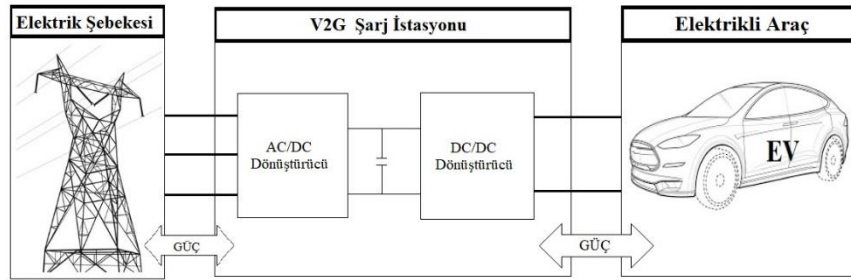 Elektrik Şebekesi
V2G Şarj İstasyonu
Elektrikli Araç
AC/DC
Dönüştürücü
DC/DC
Dönüştürücü
EV
GÜÇ
GÜÇ